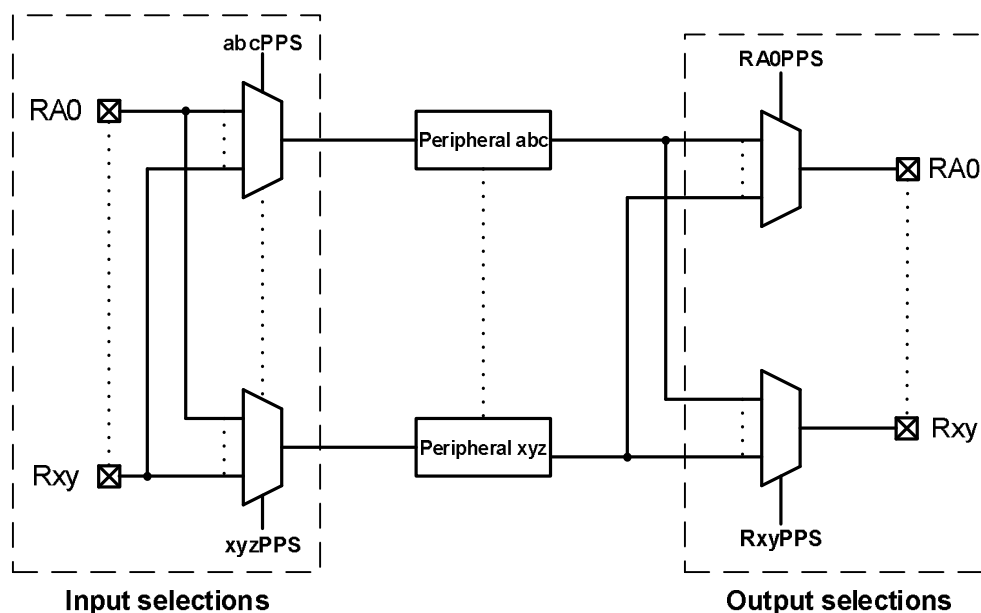 abcPPS
RA0PPS
RA0
Peripheral abc
RA0
Rxy
Peripheral xyz
Rxy
xyzPPS
RxyPPS
Input selections
Output selections